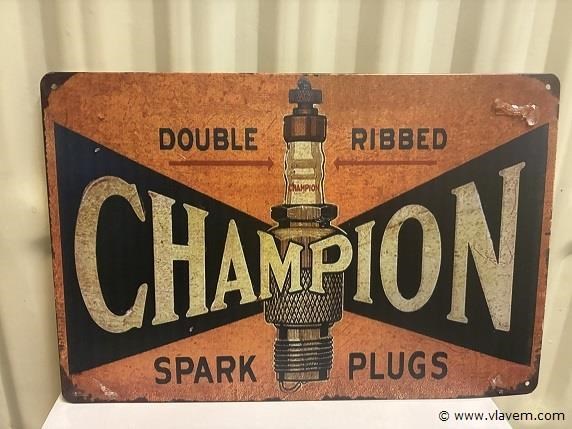 DOUBLE RIBBED
CHAMPION
CHAMPION
SPARK PLUGS
© www.vlavem.com